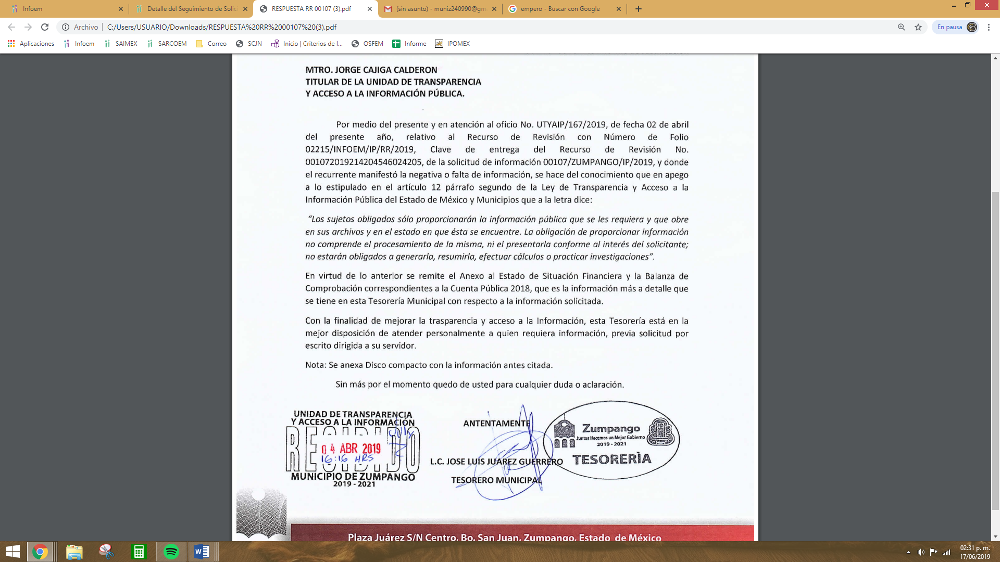 Infoem
Detalle del Seguimiento de Solic
RESPUESTA RR 00107 (3).pdf
(sin asunto) - muniz240990@gm
empero - Buscar con Google
Archivo
C:/Users/USUARIO/Downloads/RESPUESTA%20RR%2000107%20(3).pdf
En pausa
Aplicaciones
Infoem
SAIMEX
SARCOEM
Correo
SCJN
Inicio | Criterios de I...
OSFEM
Informe
IPOMEX
MTRO. JORGE CAJIGA CALDERON
TITULAR DE LA UNIDAD DE TRANSPARENCIA
Y ACCESO A LA INFORMACIÓN PÚBLICA.
Por medio del presente y en atención al oficio No. UTYAIP/167/2019, de fecha 02 de abril
del presente año, relativo al Recurso de Revisión con Número de Folio
02215/INFOEM/IP/RR/2019, Clave de entrega del Recurso de Revisión No.
001072019214204546024205, de la solicitud de información 00107/ZUMPANGO/IP/2019, y donde
el recurrente manifestó la negativa o falta de información, se hace del conocimiento que en apego
a lo estipulado en el artículo 12 párrafo segundo de la Ley de Transparencia y Acceso a la
Información Pública del Estado de México y Municipios que a la letra dice:
“Los sujetos obligados sólo proporcionarán la información pública que se les requiera y que obre
en sus archivos y en el estado en que ésta se encuentre. La obligación de proporcionar información
no comprende el procesamiento de la misma, ni el presentarla conforme al interés del solicitante;
no estarán obligados a generarla, resumirla, efectuar cálculos o practicar investigaciones”.
En virtud de lo anterior se remite el Anexo al Estado de Situación Financiera y la Balanza de
Comprobación correspondientes a la Cuenta Pública 2018, que es la información más a detalle que
se tiene en esta Tesorería Municipal con respecto a la información solicitada.
Con la finalidad de mejorar la trasparencia y acceso a la Información, esta Tesorería está en la
mejor disposición de atender personalmente a quien requiera información, previa solicitud por
escrito dirigida a su servidor.
Nota: Se anexa Disco compacto con la información antes citada.
Sin más por el momento quedo de usted para cualquier duda o aclaración.
UNIDAD DE TRANSPARENCIA
Y ACCESO A LA INFORMACIÓN
RECIBIDO
04 ABR 2019
16:16 HRS
MUNICIPIO DE ZUMPANGO
2019 - 2021
ANTENTAMENTE
L.C. JOSE LUIS JUAREZ GUERRERO
TESORERO MUNICIPAL
Zumpango
Juntos Hacemos un Mejor Gobierno
2019 - 2021
TESORERÌA
Plaza Juárez S/N Centro, Bo. San Juan, Zumpango, Estado de México
02:31 p. m.
17/06/2019